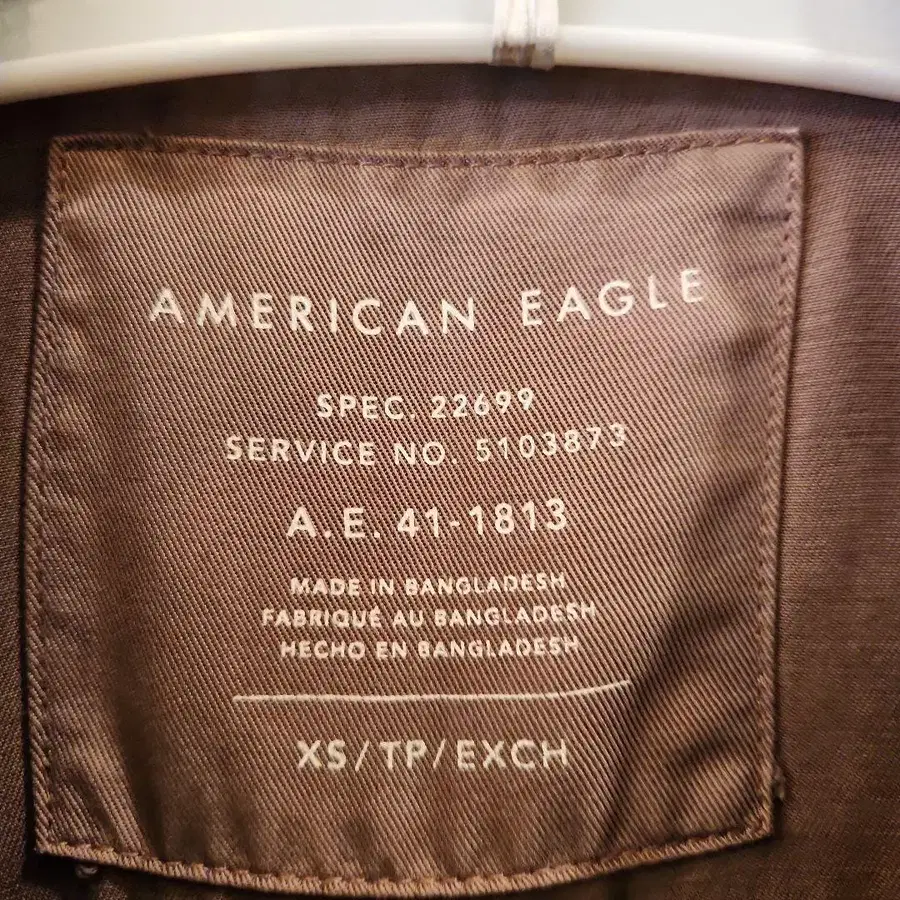 AMERICAN EAGLE
SPEC. 22699
SERVICE NO. 5103873
A.E. 41-1813
MADE IN BANGLADESH
FABRIQUÉ AU BANGLADESH
HECHO EN BANGLADESH
XS/TP/EXCH